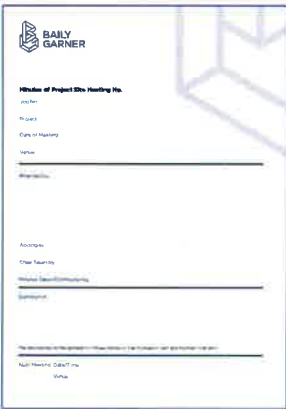 BAILY
GARNER
Minutes of Project Site Meeting No.
Job Ref
Project
Date of Meeting
Venue
Apologies
Chair Taken by
Distribution
Next Meeting Date/Time
Venue